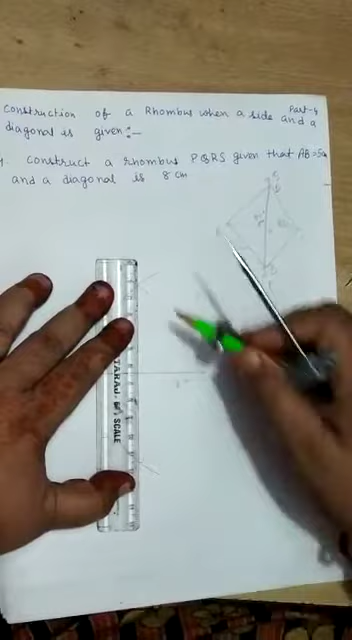 Construction of a Rhombus when a side and a Part-4
diagonal is given:-
Construct a rhombus PQRS given that AB=5cm
and a diagonal is 8 cm
SCALE